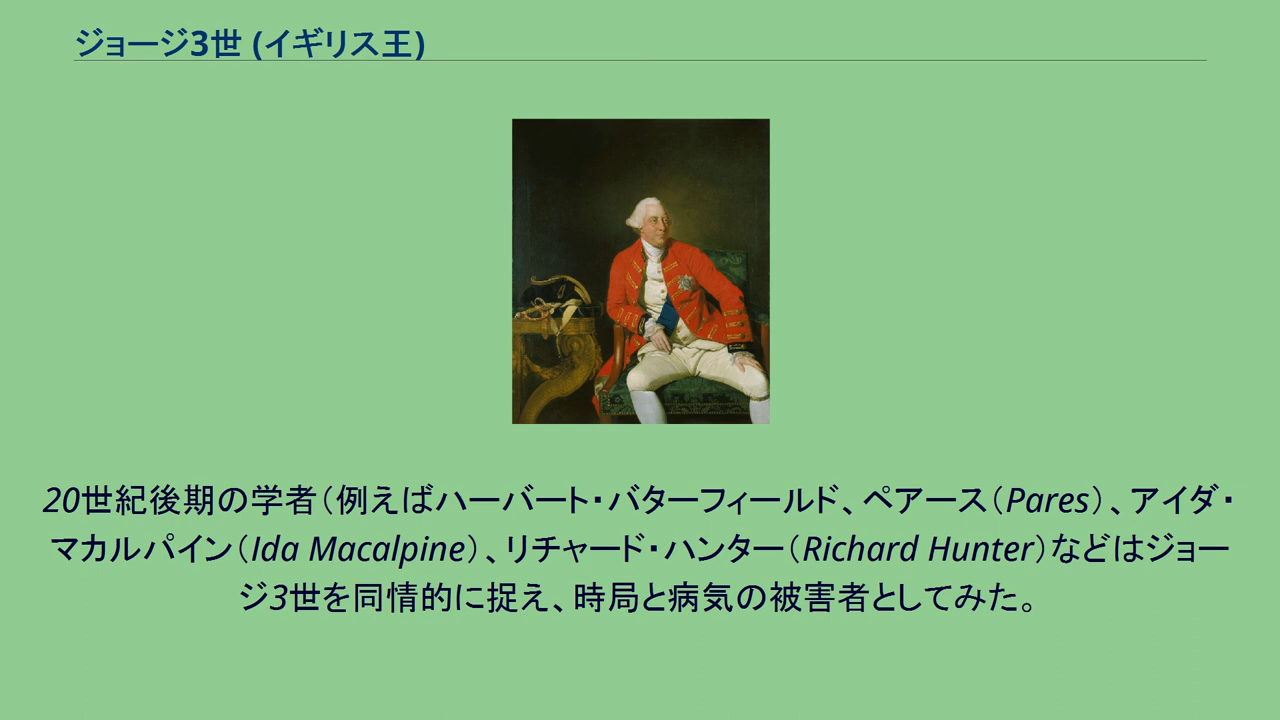 ジョージ3世 (イギリス王)
20世紀後期の学者（例えばハーバート・バターフィールド、ペアース（Pares）、アイダ・
マカルパイン（Ida Macalpine）、リチャード・ハンター（Richard Hunter）などはジョー
ジ3世を同情的に捉え、時局と病気の被害者としてみた。